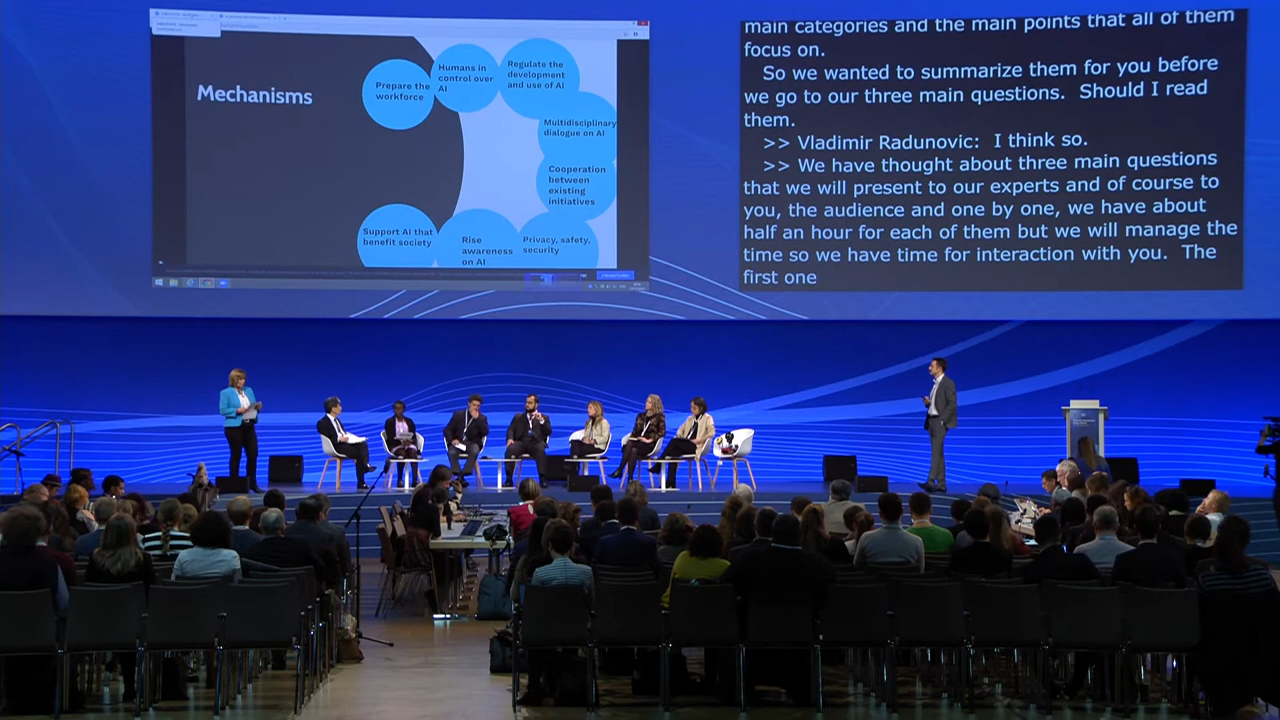 Mechanisms
Prepare the
workforce
Humans in
control over
AI
Regulate the
development
and use of AI
Multidisciplinary
dialogue on AI
Cooperation
between
existing
initiatives
Privacy, safety,
security
Rise
awareness
on AI
Support AI that
benefit society
main categories and the main points that all of them
focus on.
So we wanted to summarize them for you before
we go to our three main questions. Should I read
them.
>> Vladimir Radunovic: I think so.
>> We have thought about three main questions
that we will present to our experts and of course to
you, the audience and one by one, we have about
half an hour for each of them but we will manage the
time so we have time for interaction with you. The
first one